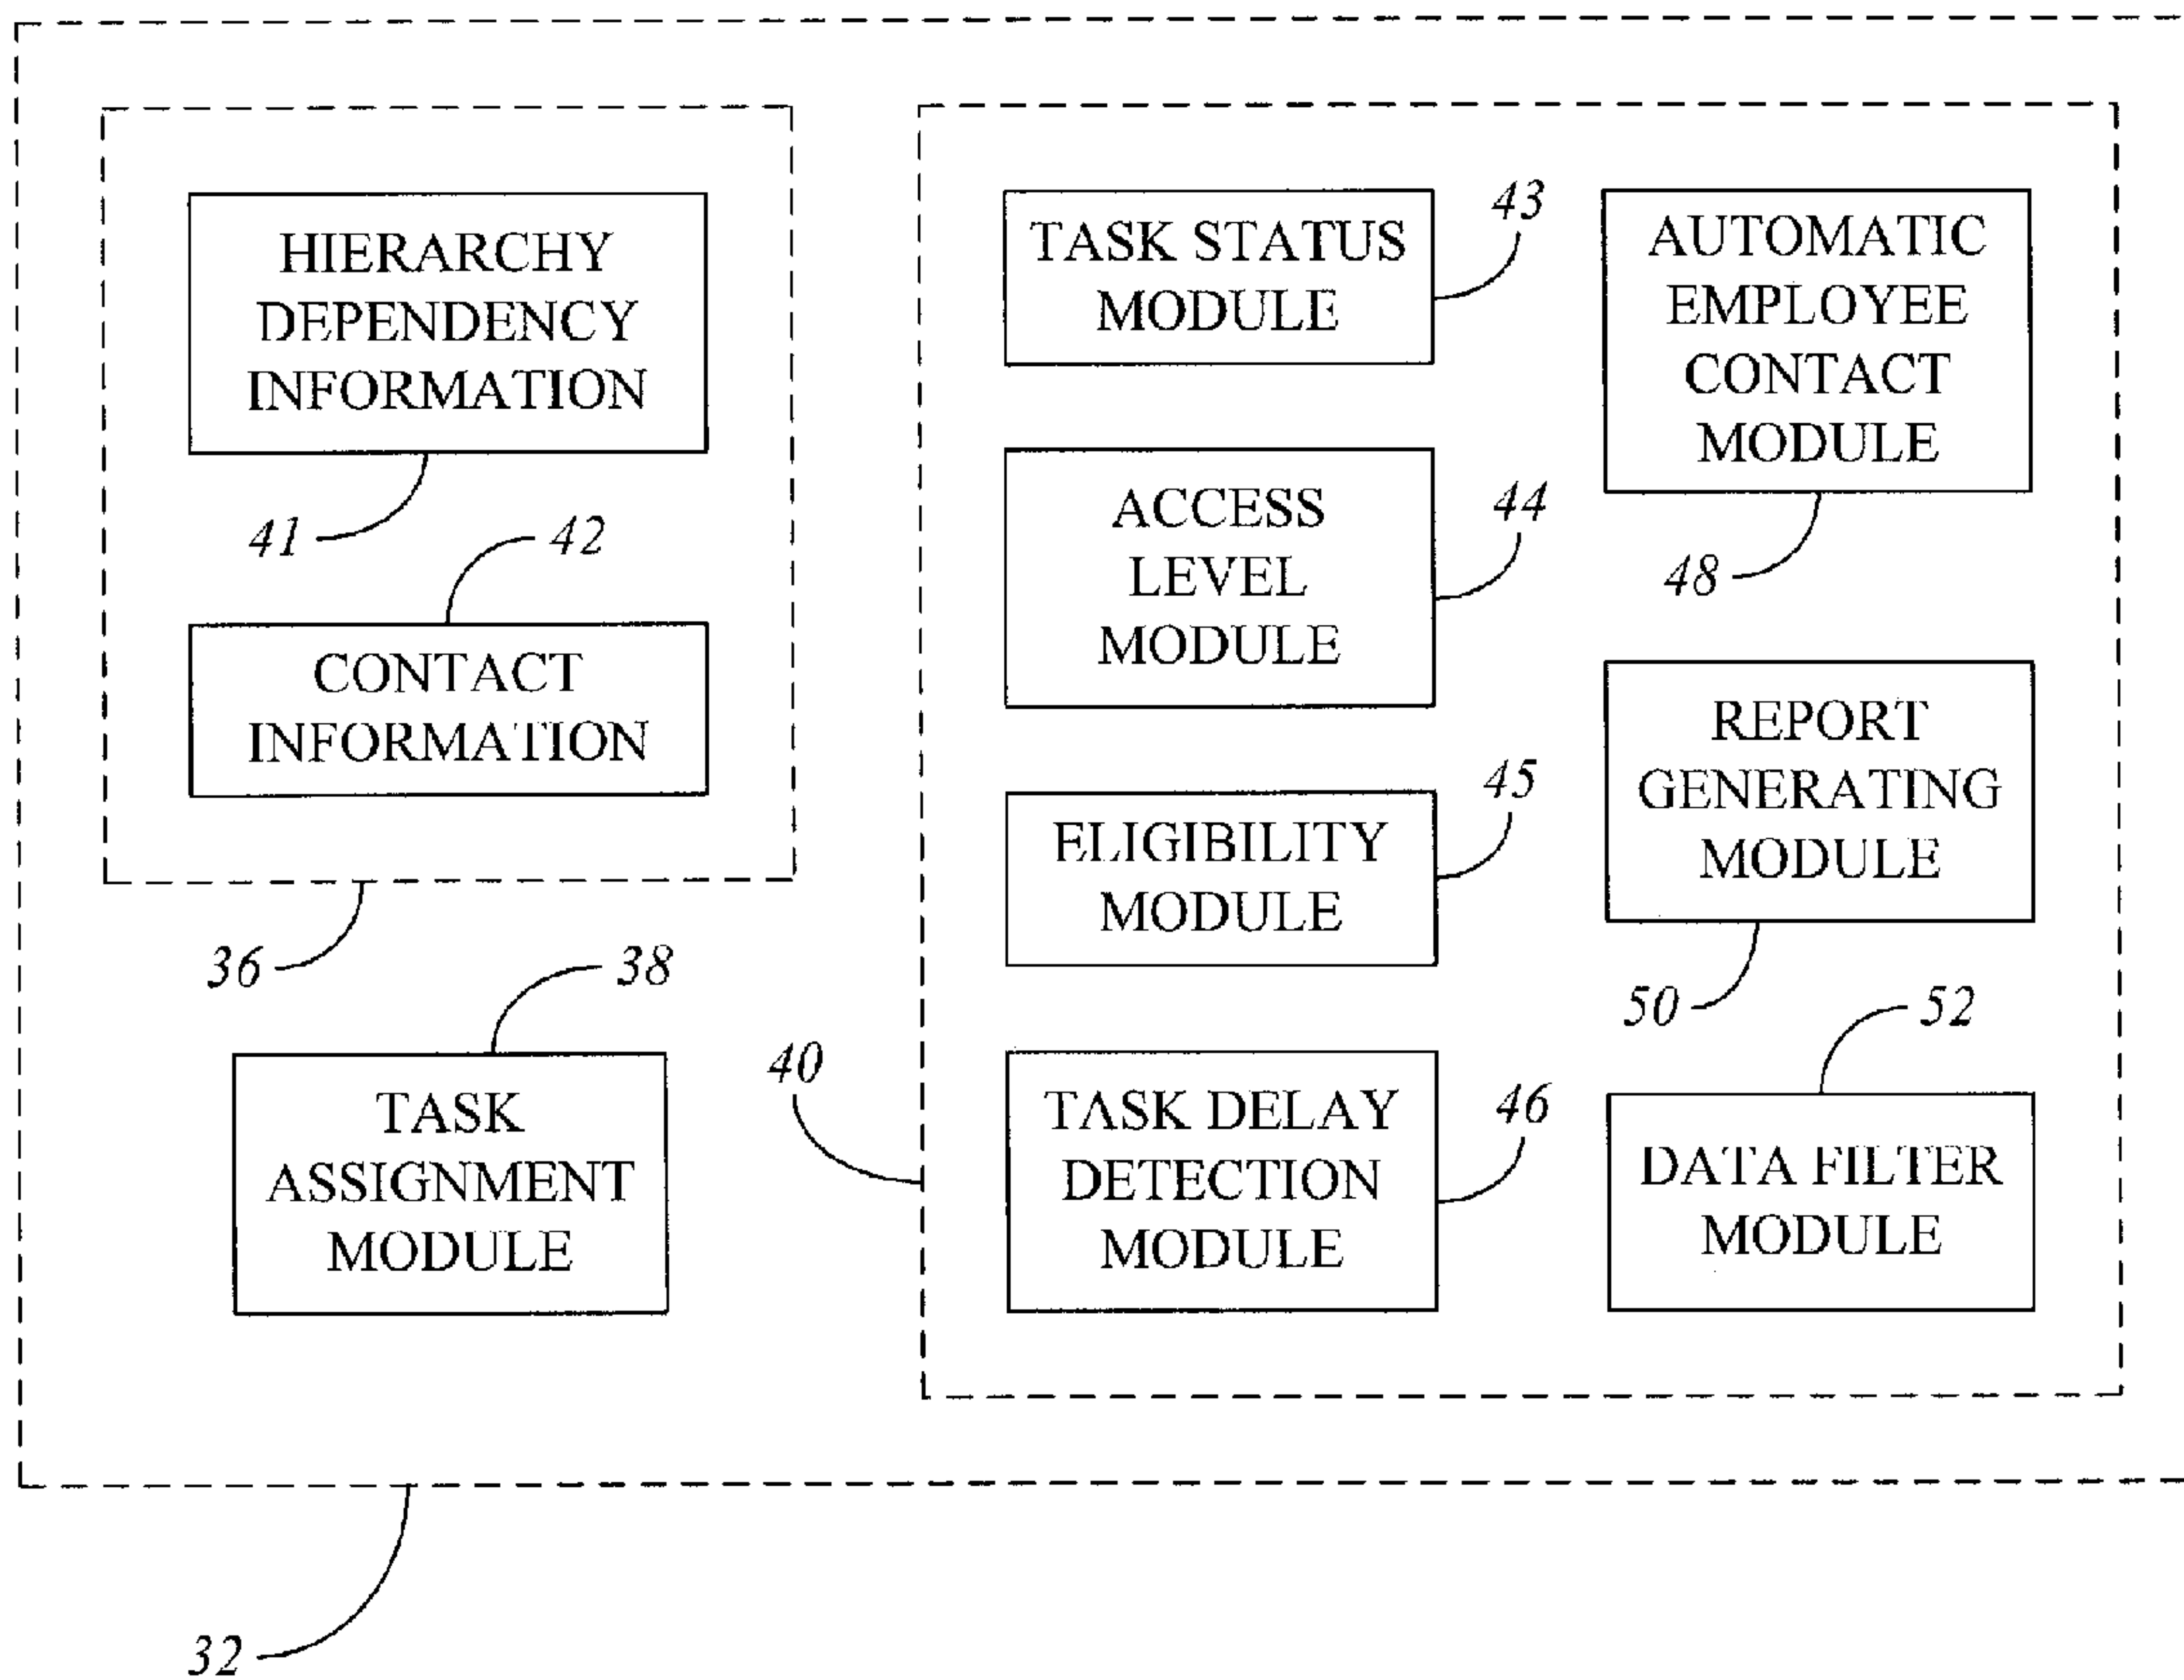 HIERARCHY
DEPENDENCY
INFORMATION
41
42
CONTACT
INFORMATION
36
38
TASK
ASSIGNMENT
MODULE
40
TASK STATUS
MODULE
43
ACCESS
LEVEL
MODULE
44
ELIGIBILITY
MODULE
45
TASK DELAY
DETECTION
MODULE
46
AUTOMATIC
EMPLOYEE
CONTACT
MODULE
48
REPORT
GENERATING
MODULE
50
52
DATA FILTER
MODULE
32